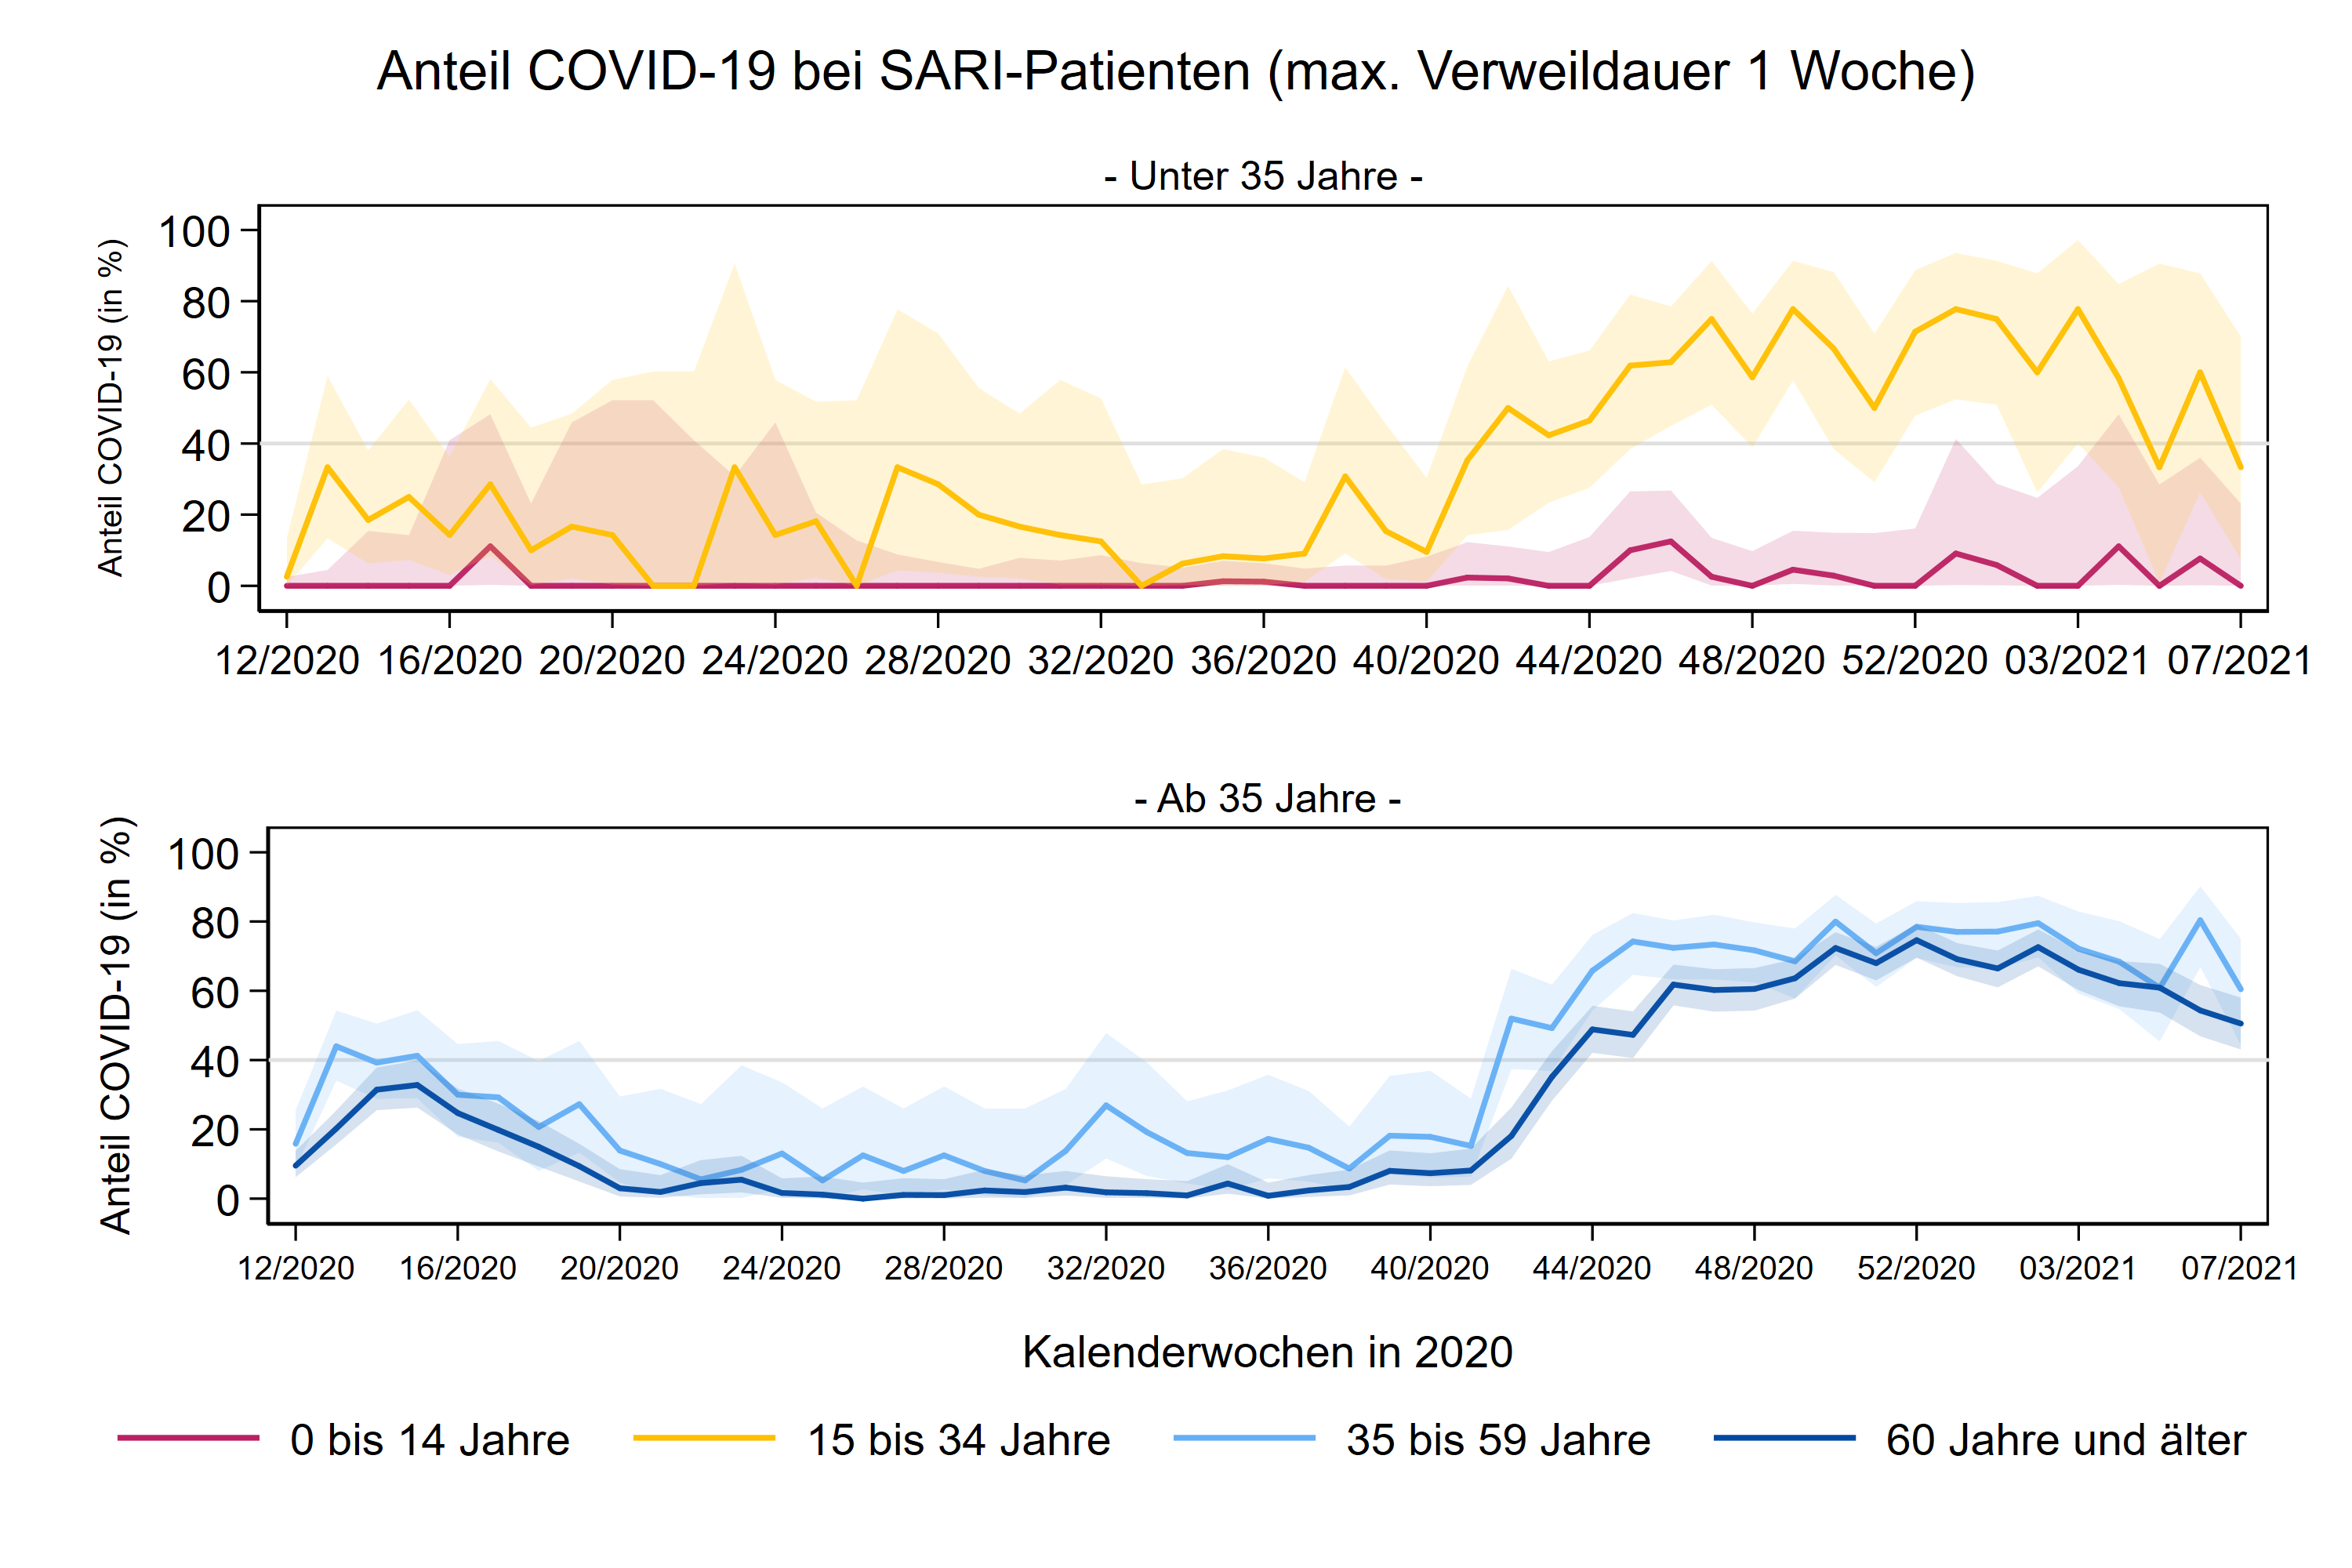 Anteil COVID-19 bei SARI-Patienten (max. Verweildauer 1 Woche)
- Unter 35 Jahre -
Anteil COVID-19 (in %)
100
80
60
40
20
0
12/2020 16/2020 20/2020 24/2020 28/2020 32/2020 36/2020 40/2020 44/2020 48/2020 52/2020 03/2021 07/2021
- Ab 35 Jahre -
Anteil COVID-19 (in %)
100
80
60
40
20
0
12/2020 16/2020 20/2020 24/2020 28/2020 32/2020 36/2020 40/2020 44/2020 48/2020 52/2020 03/2021 07/2021
Kalenderwochen in 2020
0 bis 14 Jahre 15 bis 34 Jahre 35 bis 59 Jahre 60 Jahre und älter